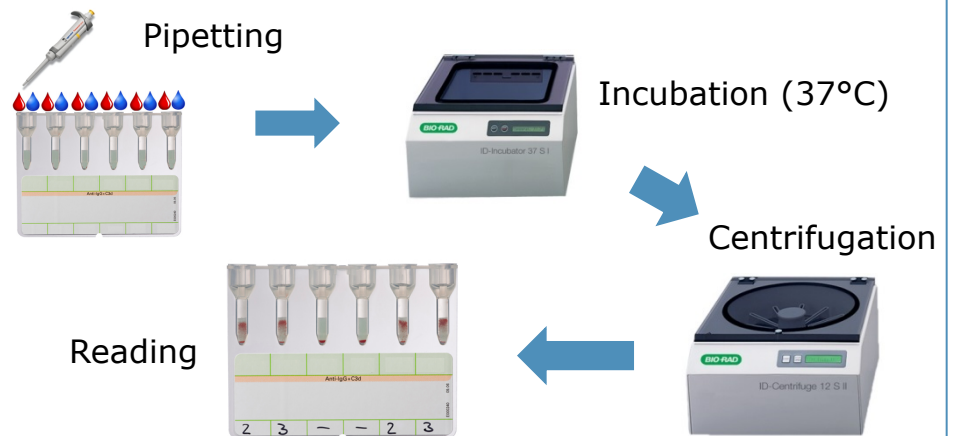 Pipetting
Anti-IgG+C3d
BIO-RAD
ID-Incubator 37 S I
Incubation (37°C)
Centrifugation
BIO-RAD
ID-Centrifuge 12 S II
Reading
Anti-IgG+C3d
2 3 – – 2 3